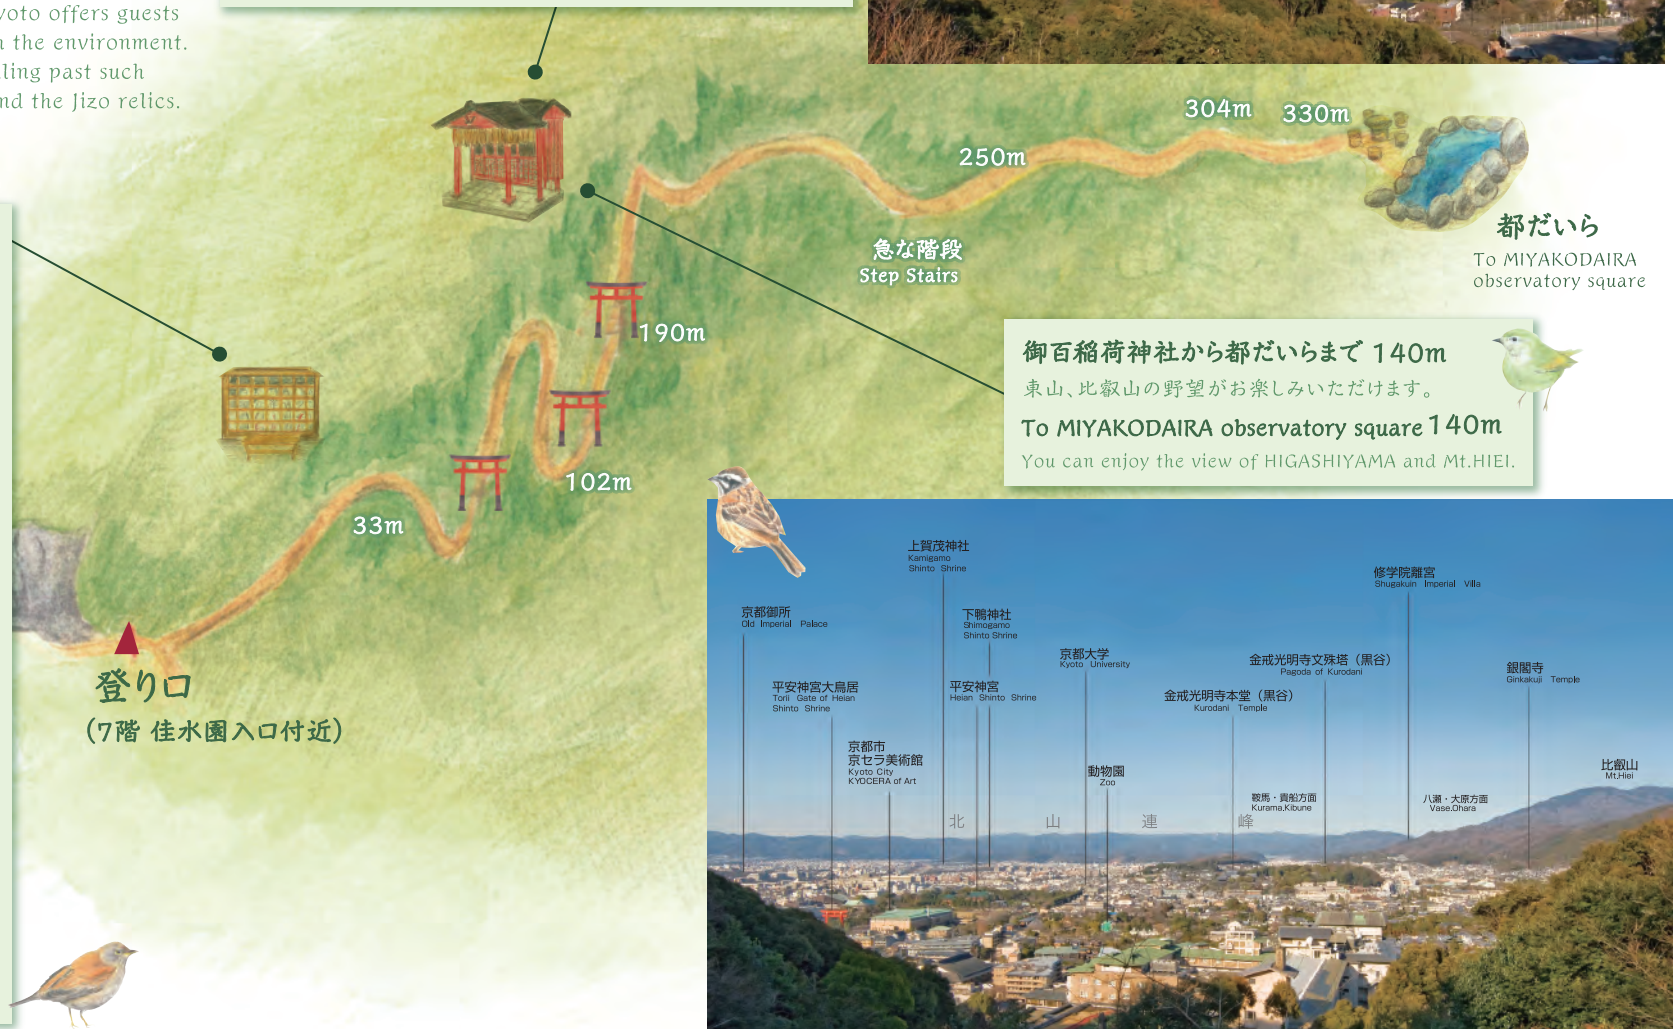 yoto offers guests
n the environment.
ling past such
nd the Jizo relics.
304m
330m
250m
都だいら
To MIYAKODAIRA
observatory square
急な階段
Step Stairs
190m
御百稲荷神社から都だいらまで 140m
東山、比叡山の野望がお楽しみいただけます。
To MIYAKODAIRA observatory square 140m
You can enjoy the view of HIGASHIYAMA and Mt.HIEI.
102m
33m
登り口
(7階 佳水園入口付近)
上賀茂神社
Kamigamo
Shinto Shrine
修学院離宮
Shugakuin Imperial Villa
京都御所
Old Imperial Palace
下鴨神社
Shimogamo
Shinto Shrine
京都大学
Kyoto University
金戒光明寺文殊塔（黒谷）
Pagoda of Kurodani
銀閣寺
Ginkakuji Temple
平安神宮大鳥居
Torii Gate of Heian
Shinto Shrine
平安神宮
Heian Shinto Shrine
金戒光明寺本堂（黒谷）
Kurodani Temple
京都市
京セラ美術館
Kyoto City
KYOCERA of Art
動物園
Zoo
比叡山
Mt,Hiei
鞍馬・貴船方面
Kurama.Kibune
八瀬・大原方面
Vase.Ohara
北山連峰